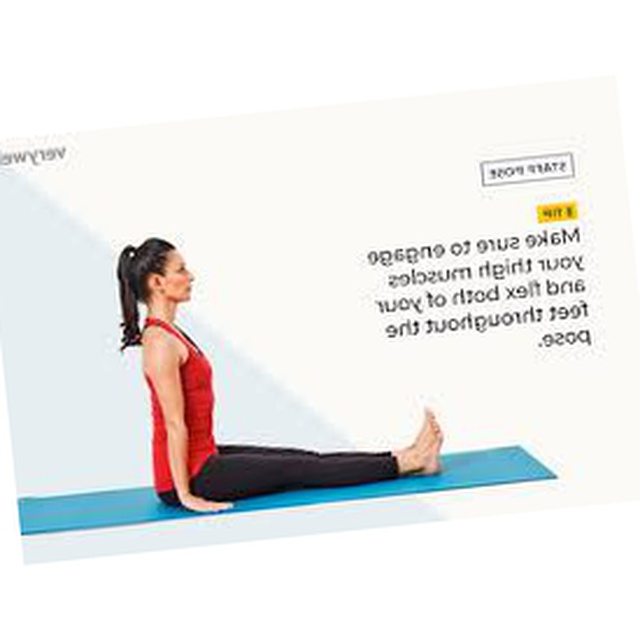 verywel
STAFF POSE
# TIP
Make sure to engage
your thigh muscles
and flex both of your
feet throughout the
pose.